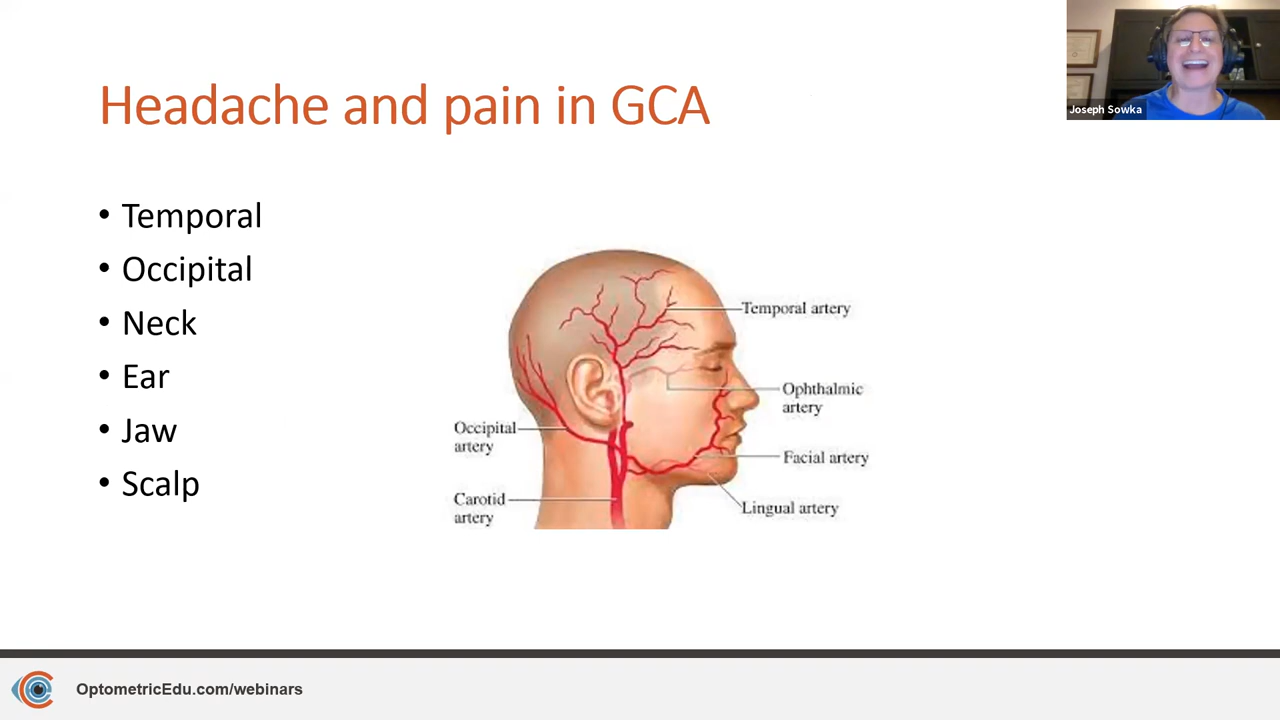 Joseph Sowka
Headache and pain in GCA
• Temporal
• Occipital
• Neck
• Ear
• Jaw
• Scalp
Temporal artery
Ophthalmic
artery
Occipital
artery
Facial artery
Carotid
artery
Lingual artery
OptometricEdu.com/webinars